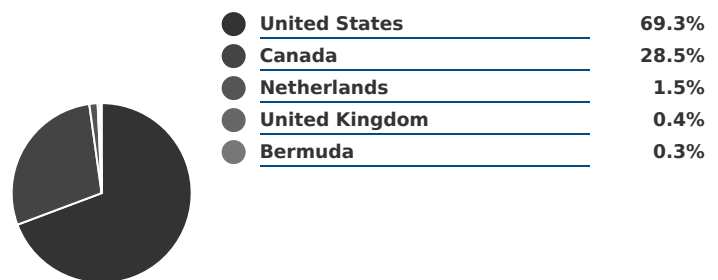 United States 69.3%
Canada 28.5%
Netherlands 1.5%
United Kingdom 0.4%
Bermuda 0.3%